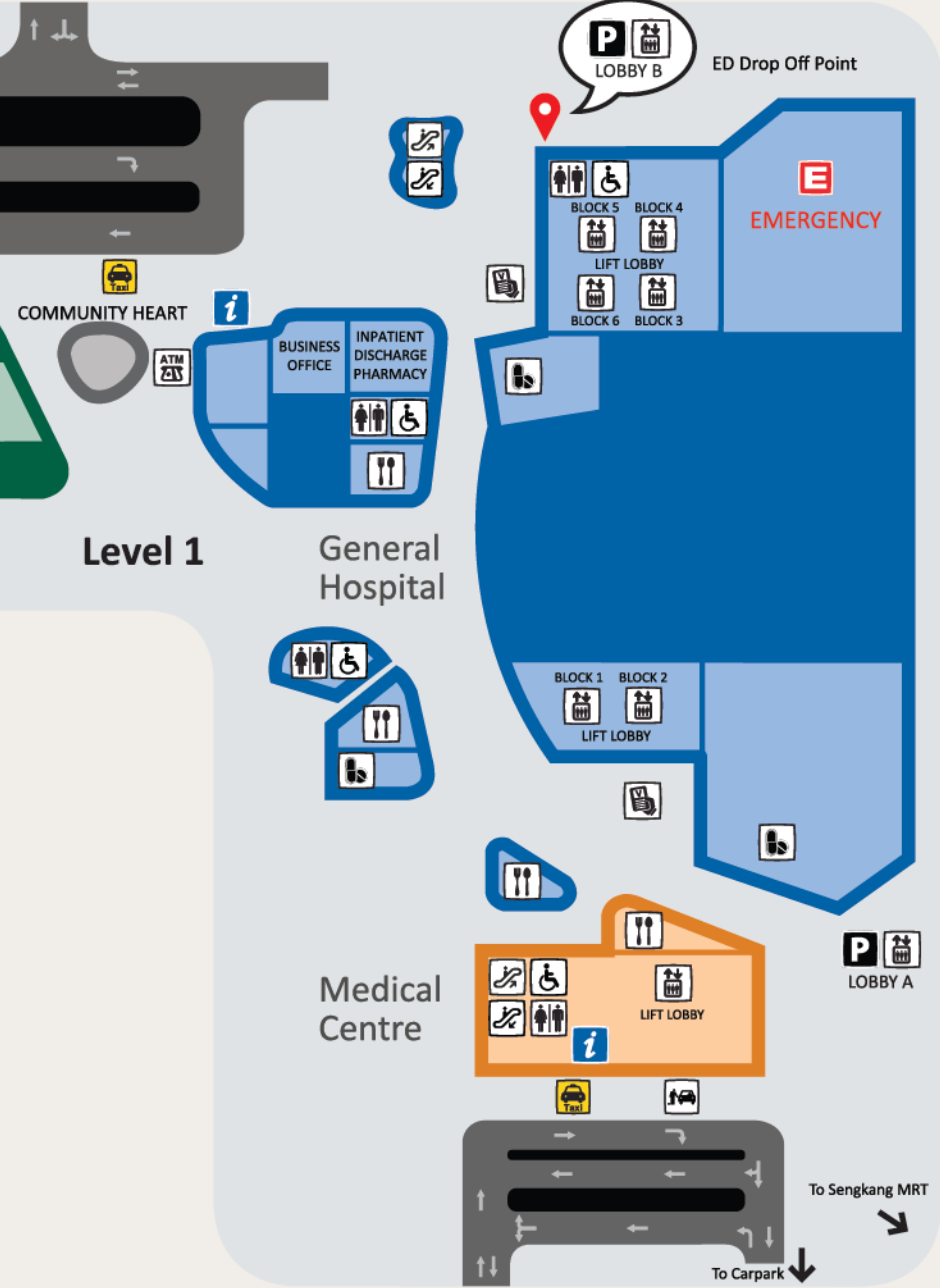 P
LOBBY B
ED Drop Off Point
E
EMERGENCY
BLOCK 5
BLOCK 4
LIFT LOBBY
BLOCK 6
BLOCK 3
Taxi
COMMUNITY HEART
i
ATM
BUSINESS
OFFICE
INPATIENT
DISCHARGE
PHARMACY
V
Level 1
General
Hospital
BLOCK 1
BLOCK 2
LIFT LOBBY
V
P
LOBBY A
Medical
Centre
LIFT LOBBY
i
Taxi
To Sengkang MRT
To Carpark